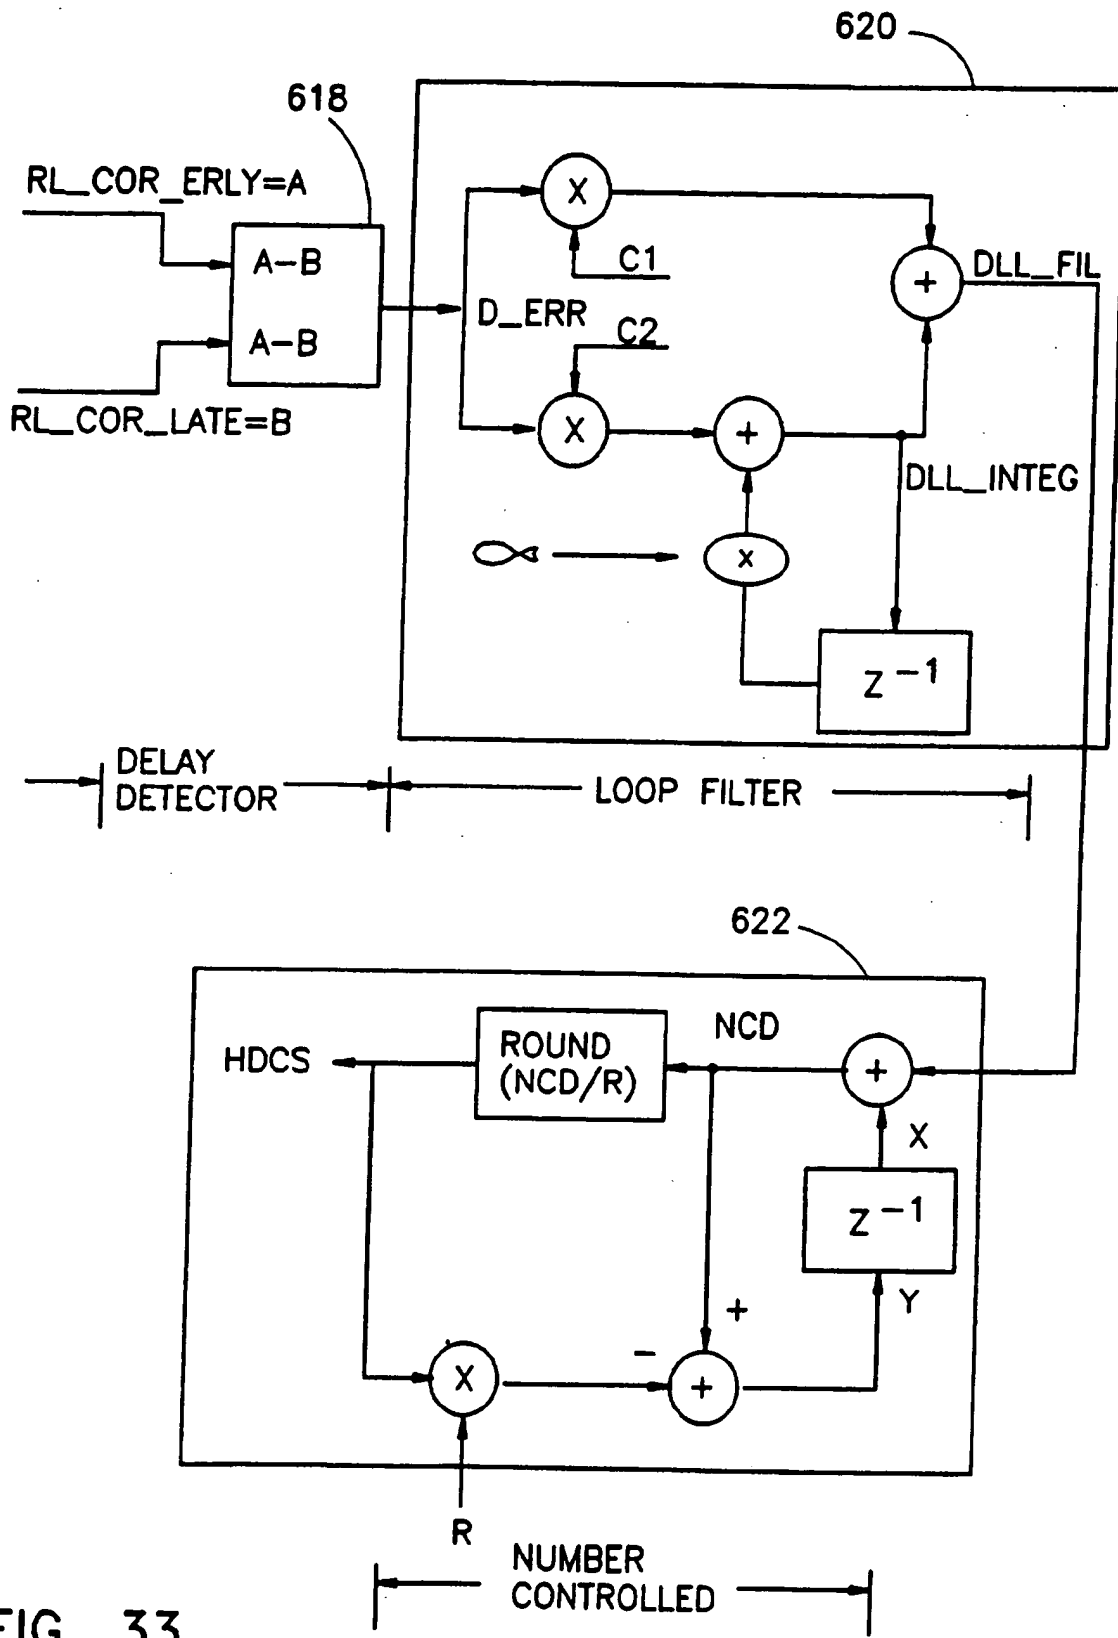 620
618
RL_COR_ERLY=A
A-B
A-B
RL_COR_LATE=B
X
C1
D_ERR
C2
X
+
+
DLL_FIL
DLL_INTEG
∝
x
Z -1
DELAY
DETECTOR
LOOP FILTER
622
NCD
HDCS
ROUND
(NCD/R)
+
X
Z -1
Y
+
-
X
+
R
NUMBER
CONTROLLED
FIG. 33